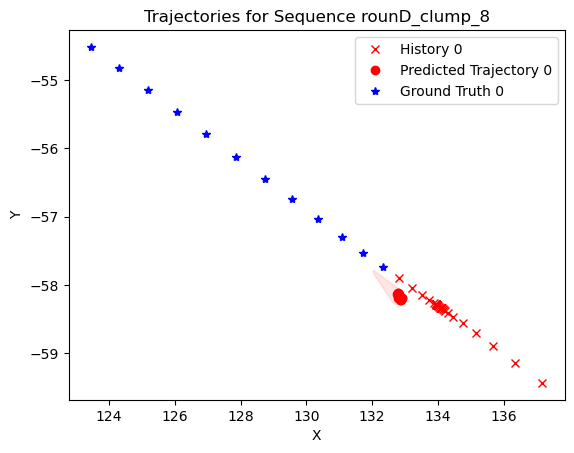 Trajectories for Sequence rounD_clump_8
History 0
Predicted Trajectory 0
Ground Truth 0
−55
−56
−57
−58
−59
Y
124 126 128 130 132 134 136
X